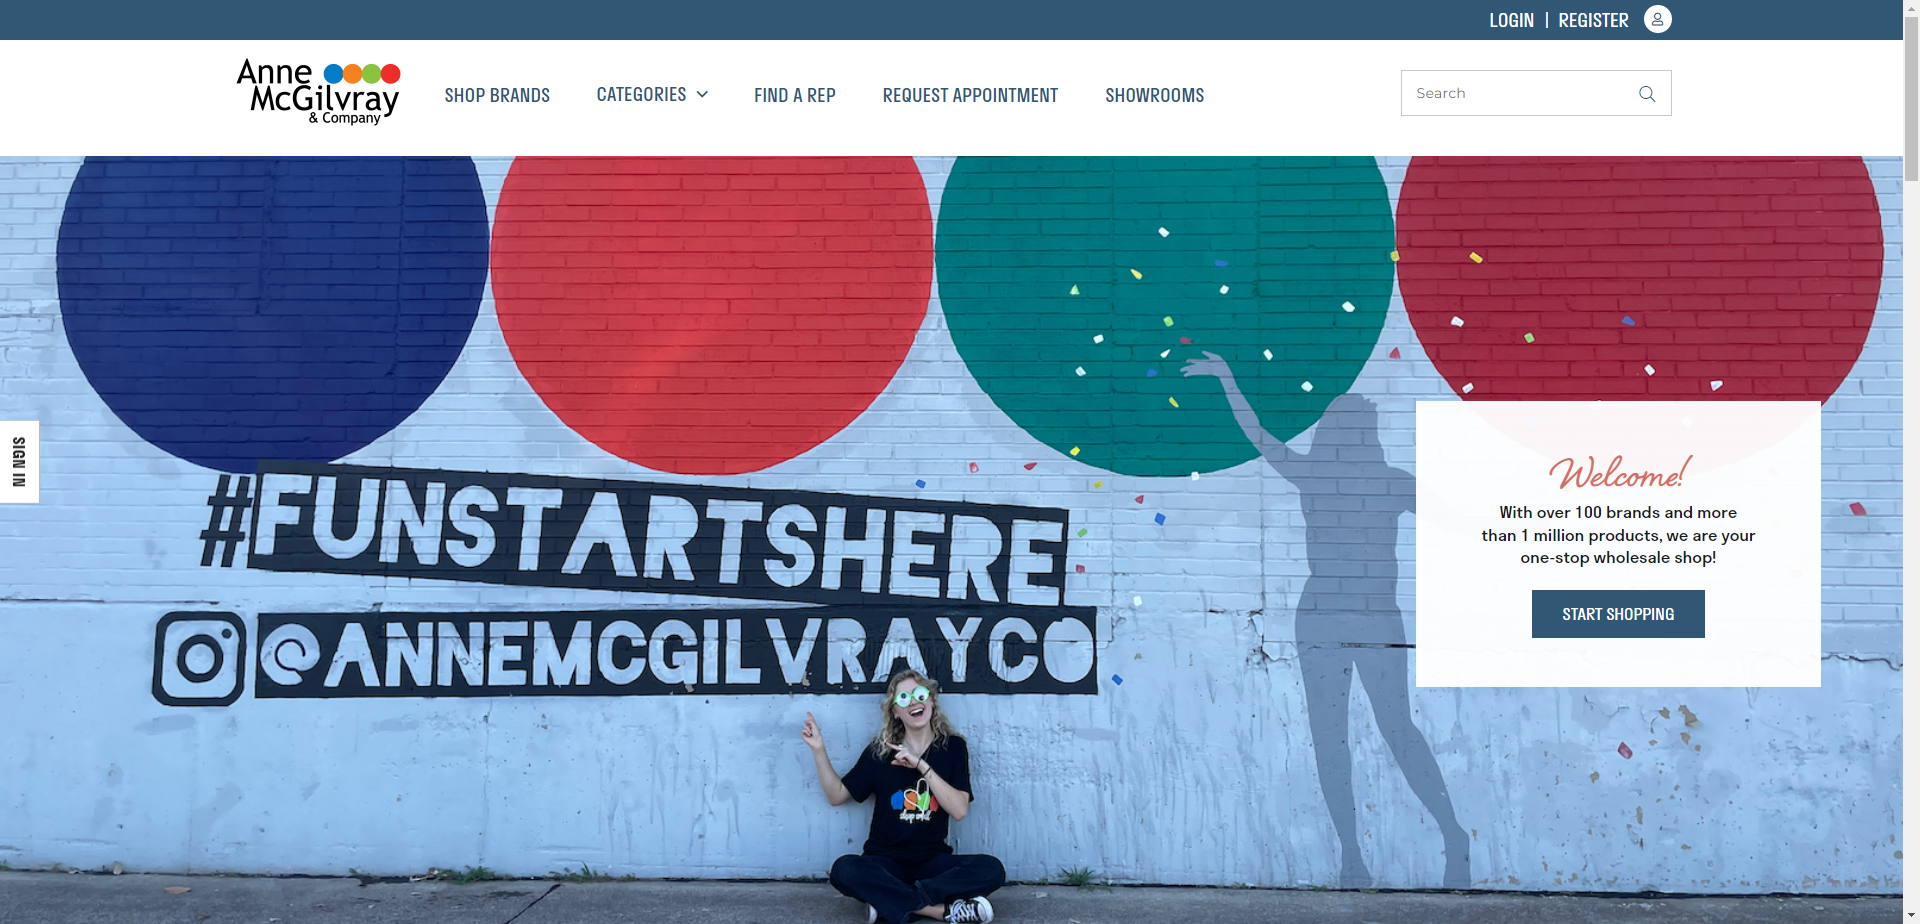 LOGIN | REGISTER
Anne
McGilvray
& Company
SHOP BRANDS
CATEGORIES
FIND A REP
REQUEST APPOINTMENT
SHOWROOMS
Search
SIGN IN
#FUNSTARTSHERE
@ANNEMCGILVRAYCO
Welcome!
With over 100 brands and more
than 1 million products, we are your
one-stop wholesale shop!
START SHOPPING